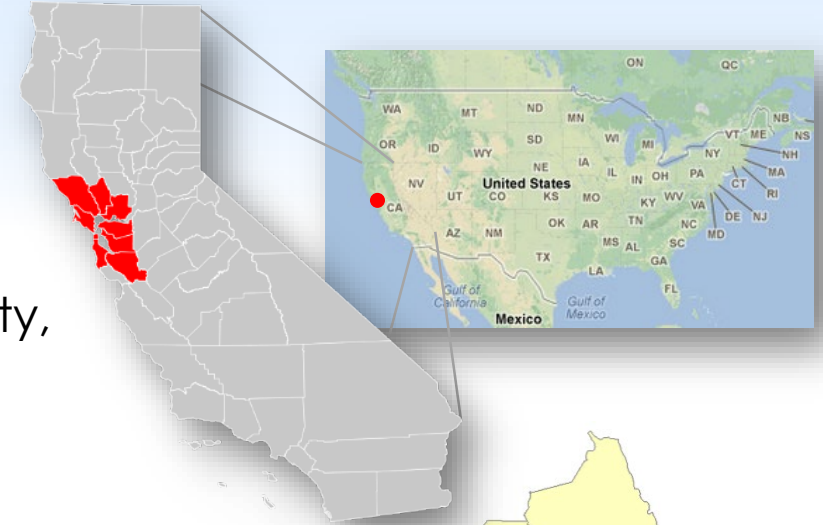 ON
QC
WA
MT
ND
MN
NB
OR
ID
SD
WI
MI
VT
ME
NS
WY
NY
NH
NE
IA
MA
NV
United States
IL
IN
OH
PA
CT
RI
UT
CO
KS
MO
WV
KY
VA
CA
DE
NJ
OK
AR
TN
NC
MD
AZ
NM
MS
AL
SC
TX
GA
LA
FL
Gulf of
California
Gulf of
Mexico
Mexico
ty,